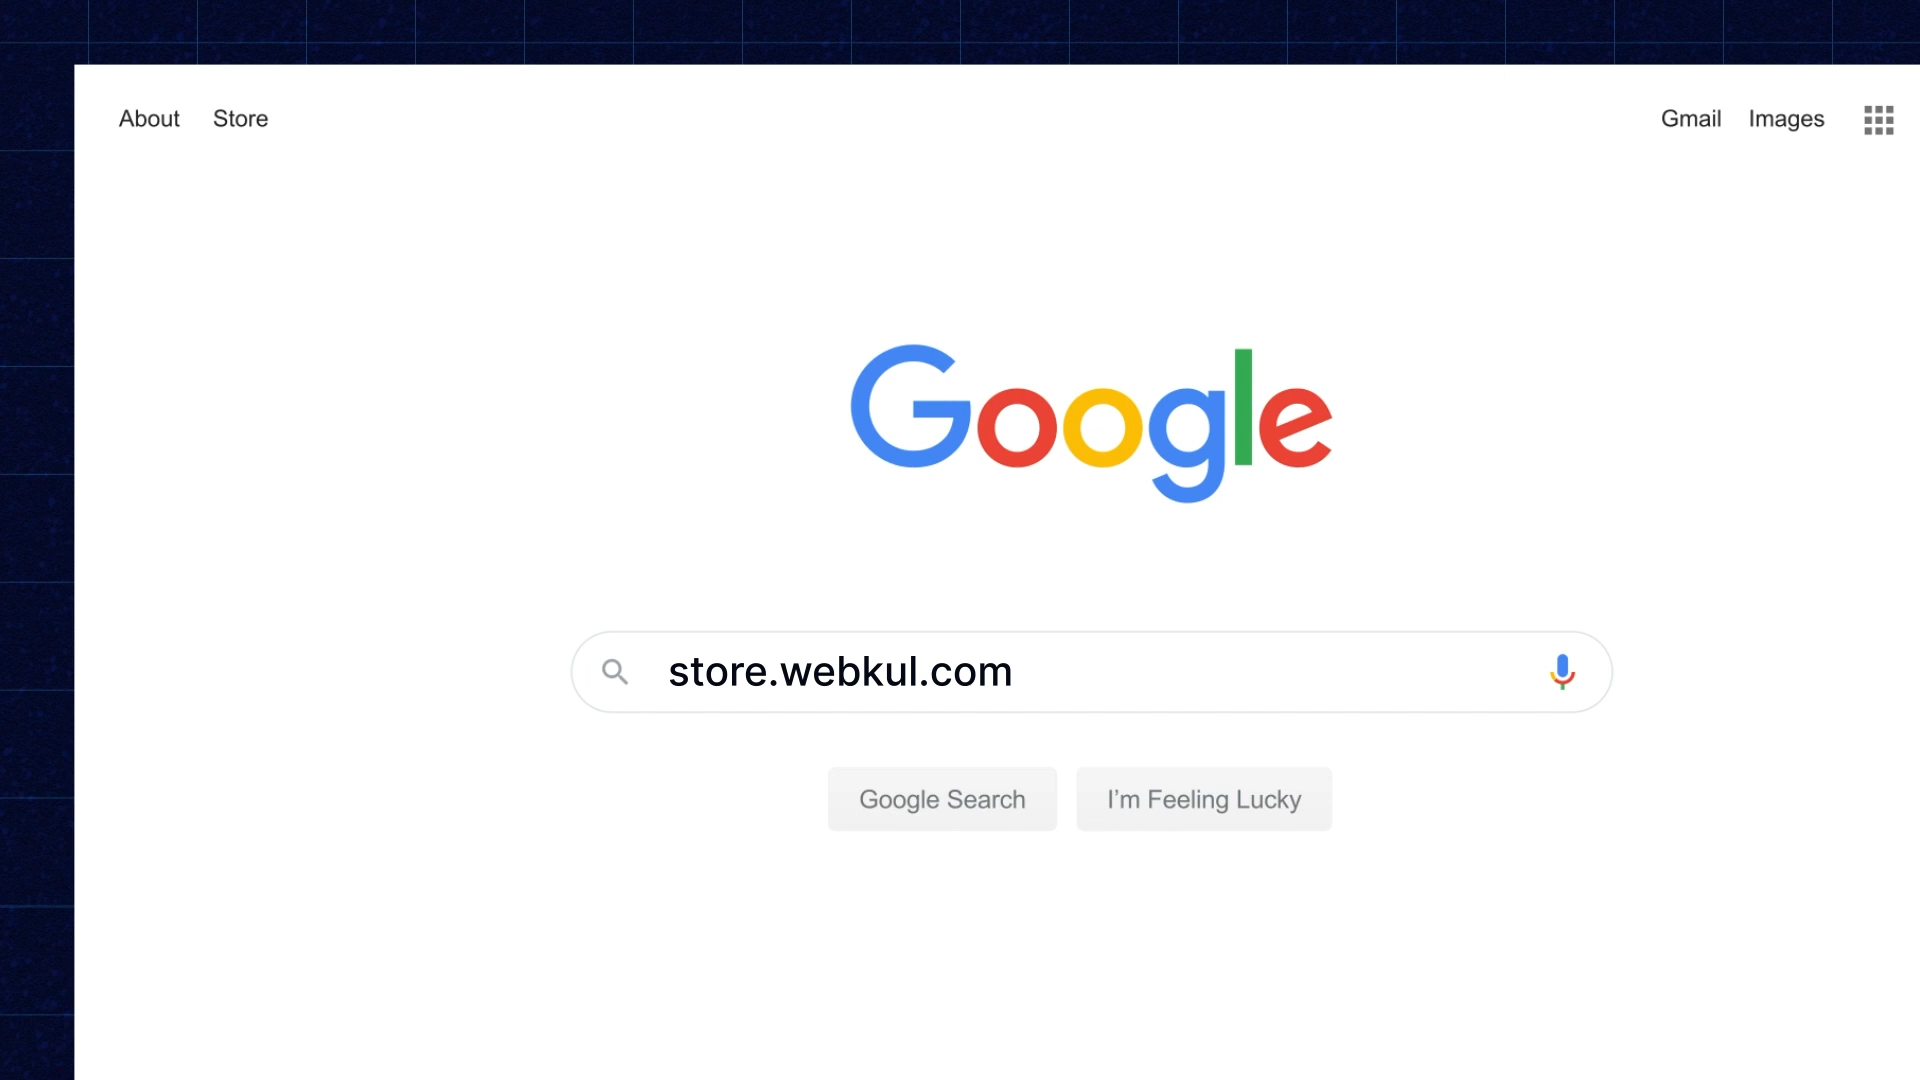 About Store
Gmail Images
Google
store.webkul.com
Google Search
I’m Feeling Lucky